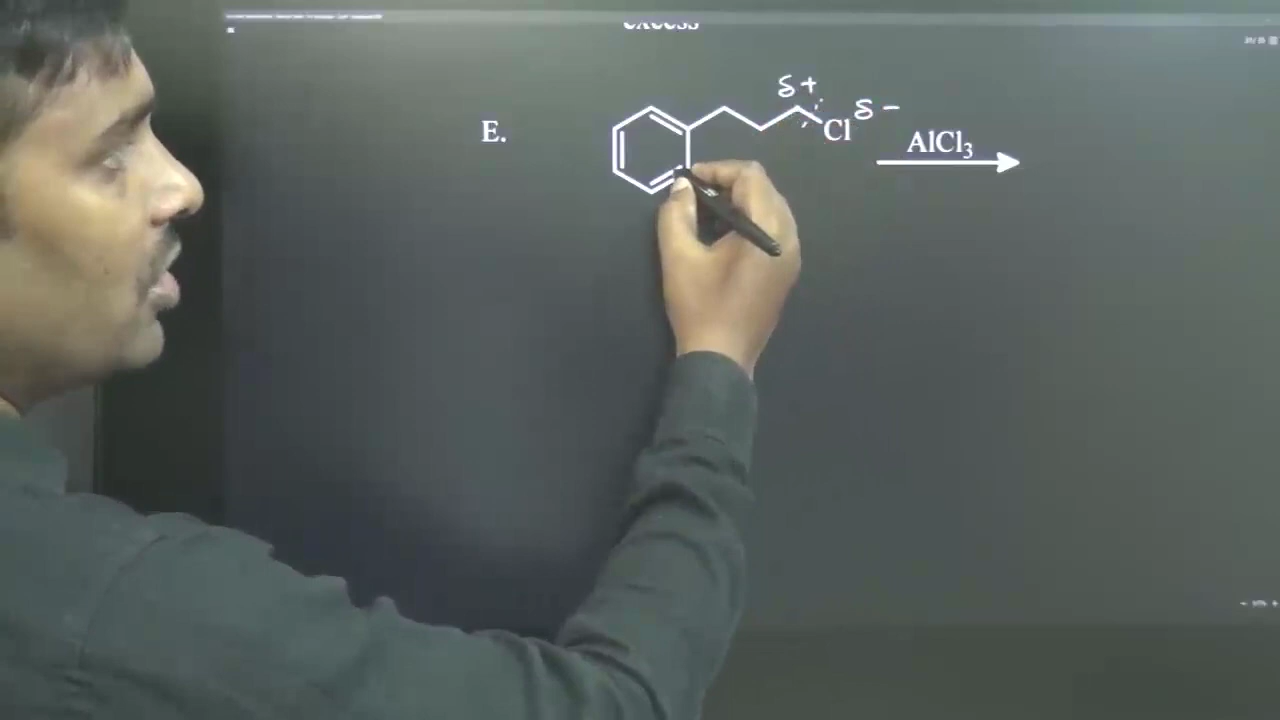 excess
E.
δ+
δ−
Cl
AlCl₃